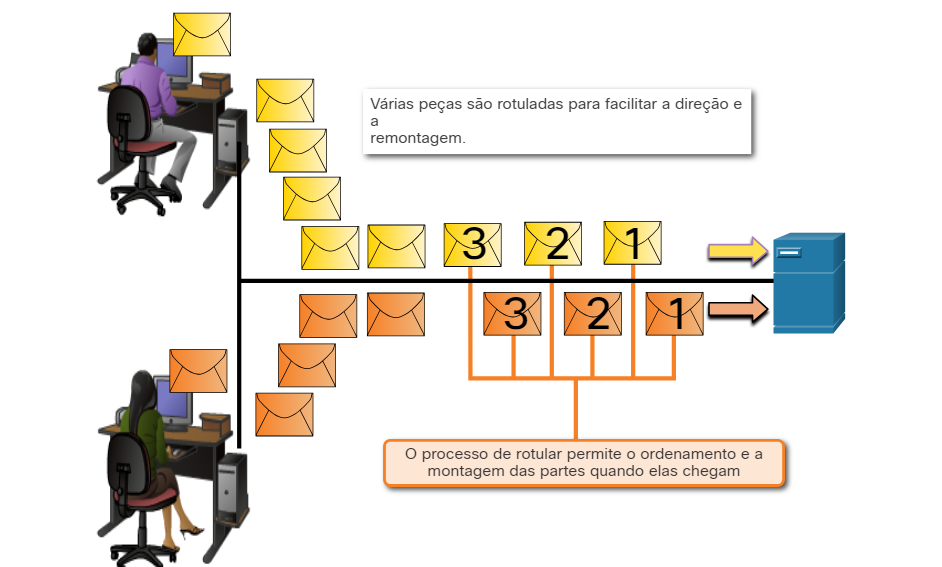 Várias peças são rotuladas para facilitar a direção e
a
remontagem.
3 2 1
3 2 1
O processo de rotular permite o ordenamento e a
montagem das partes quando elas chegam